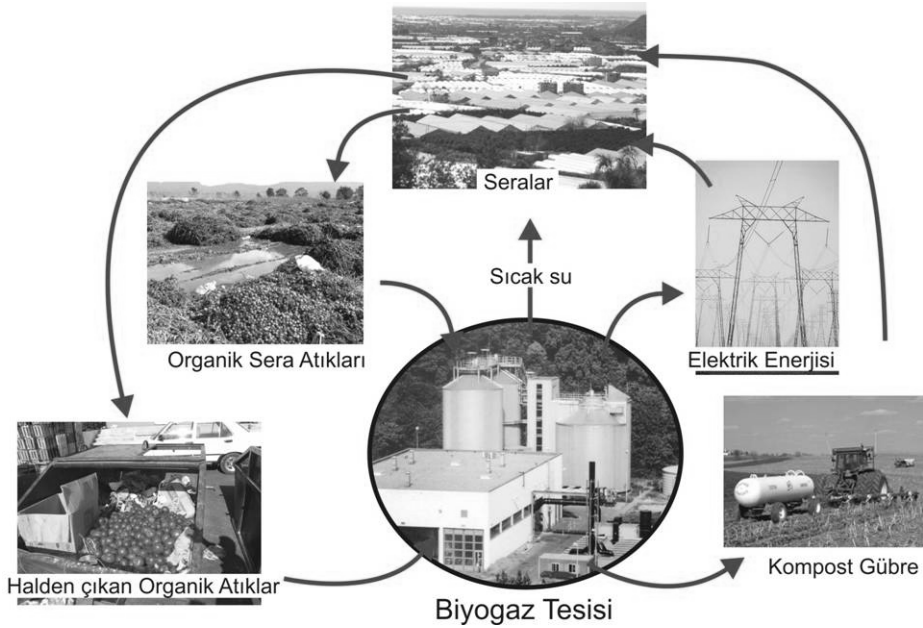 Seralar
Sıcak su
Organik Sera Atıkları
Elektrik Enerjisi
Halden çıkan Organik Atıklar
Kompost Gübre
Biyogaz Tesisi